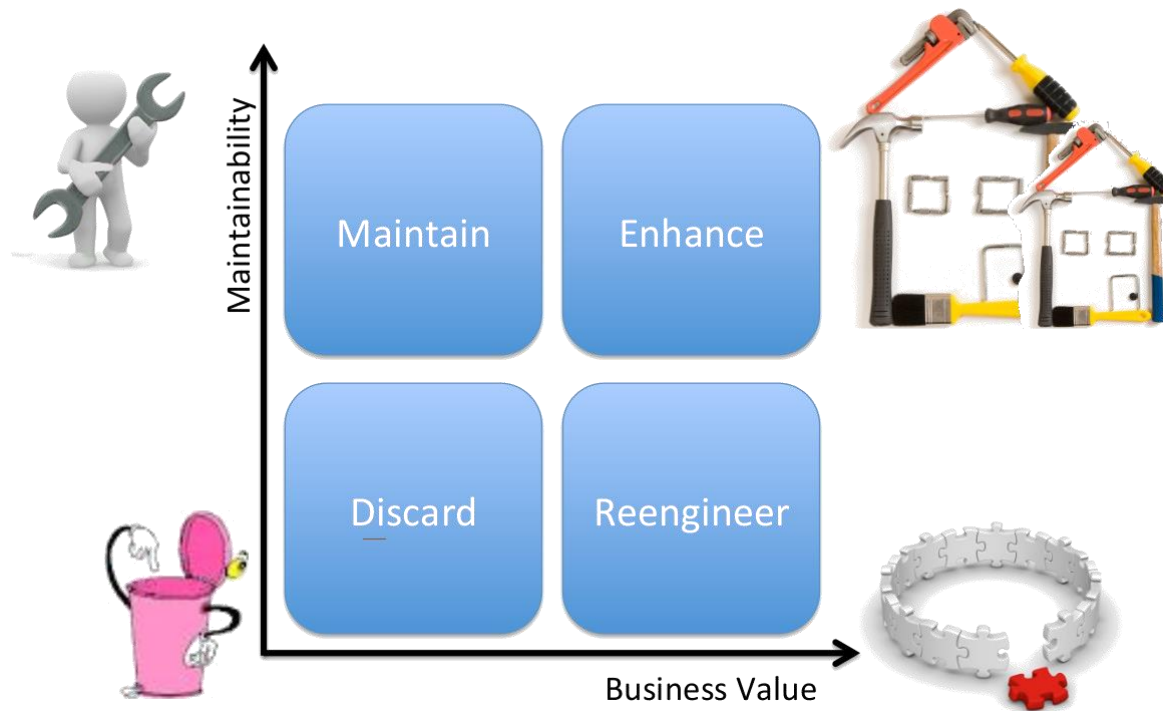 Maintainability
Maintain
Enhance
Discard
Reengineer
Business Value